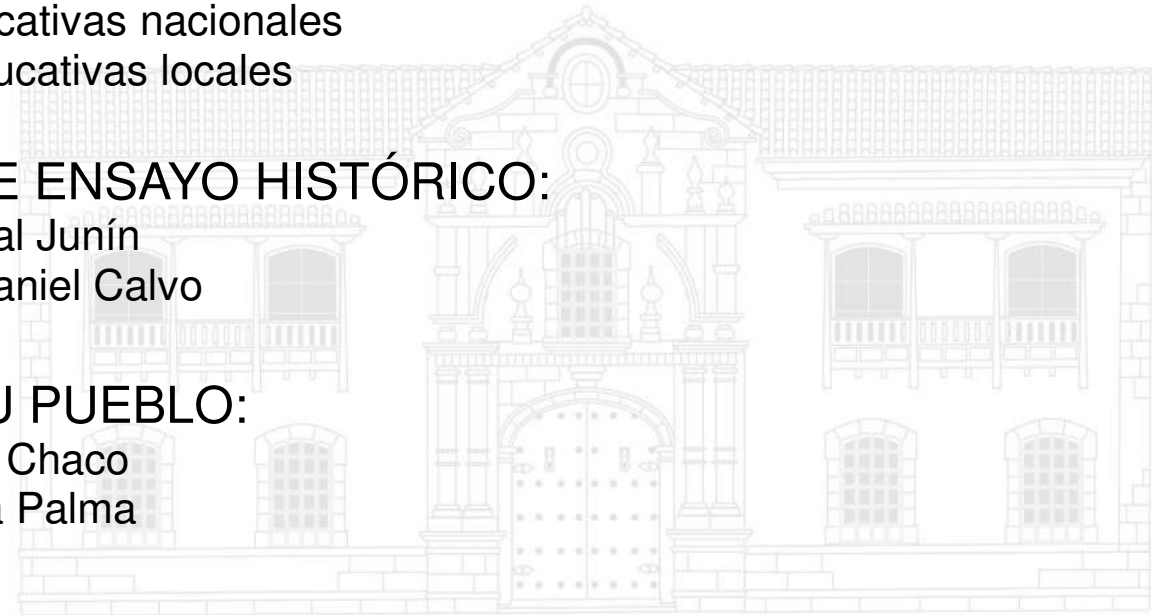 cativas nacionales
ucativas locales
E ENSAYO HISTÓRICO:
al Junín
aniel Calvo
U PUEBLO:
Chaco
a Palma